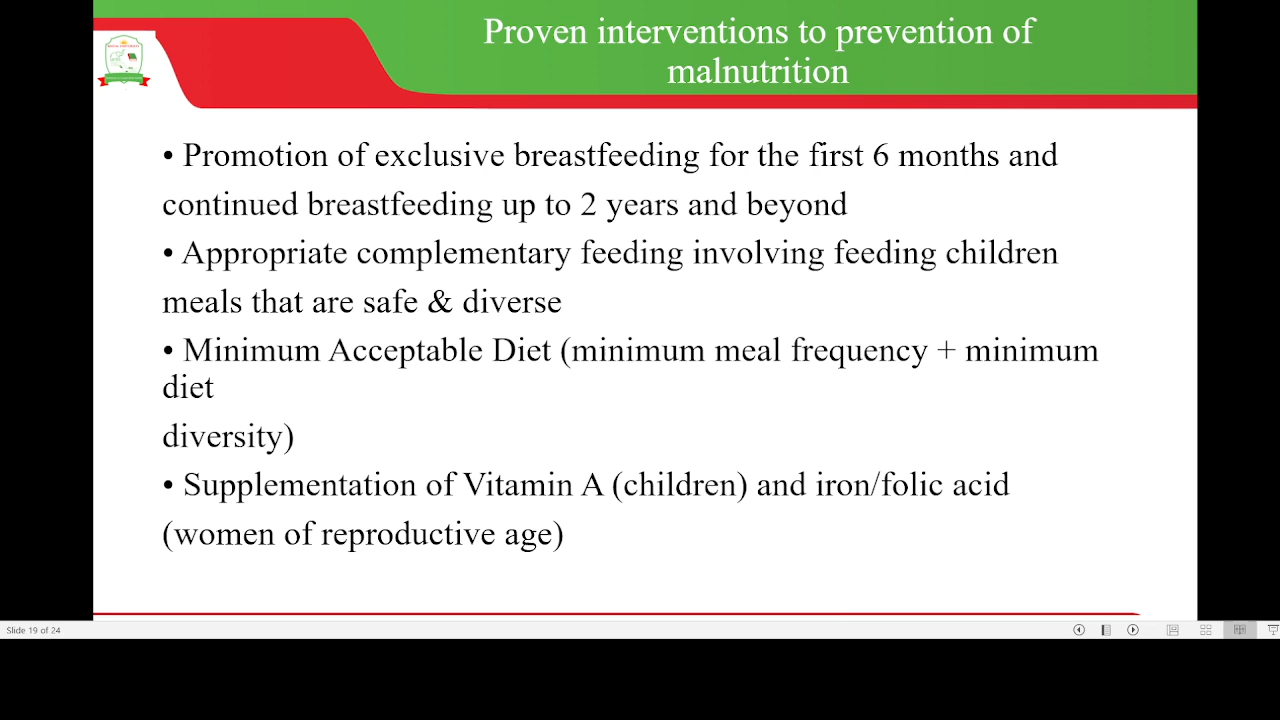 Proven interventions to prevention of
malnutrition
• Promotion of exclusive breastfeeding for the first 6 months and
continued breastfeeding up to 2 years and beyond
• Appropriate complementary feeding involving feeding children
meals that are safe & diverse
• Minimum Acceptable Diet (minimum meal frequency + minimum
diet
diversity)
• Supplementation of Vitamin A (children) and iron/folic acid
(women of reproductive age)
Slide 19 of 24